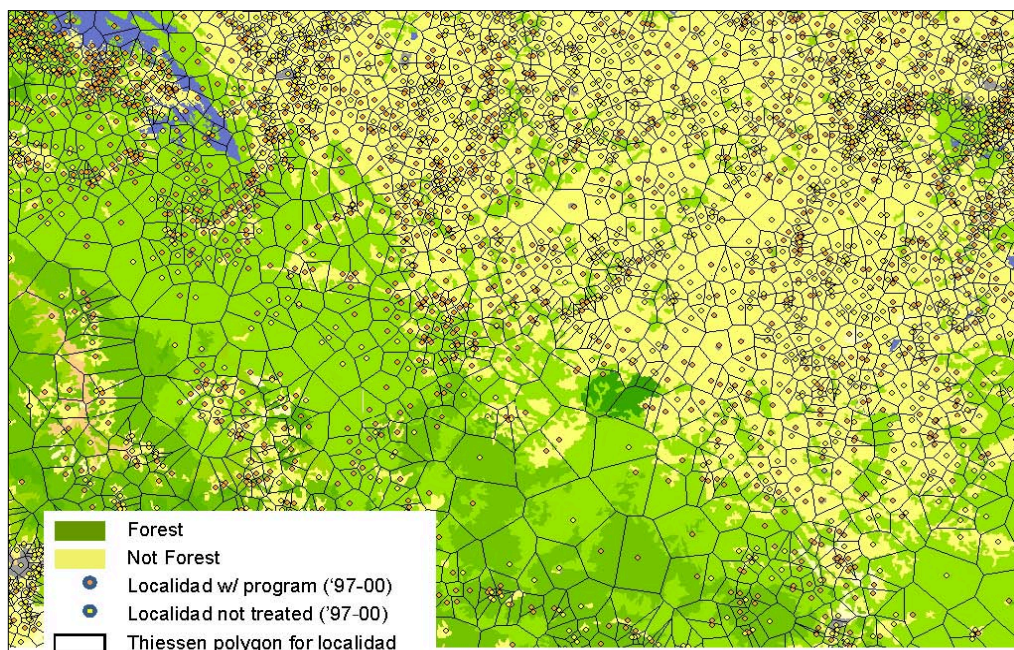 Forest
Not Forest
Localidad w/ program ('97-00)
Localidad not treated ('97-00)
Thiessen polygon for localidad